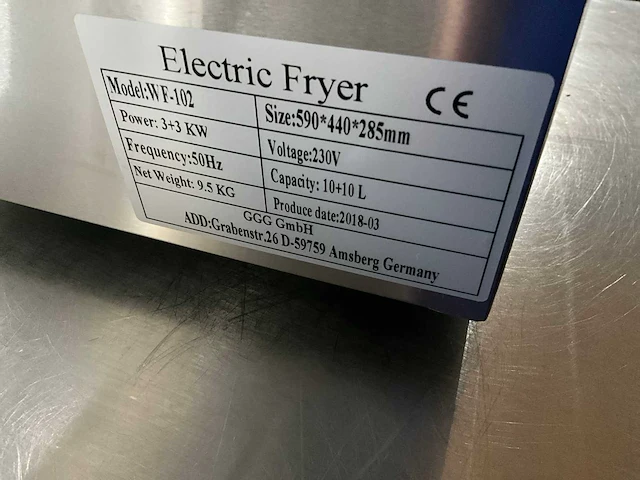 Electric Fryer CE
Model:WF-102 Size:590*440*285mm
Power: 3+3 KW Voltage:230V
Frequency:50Hz Capacity: 10+10 L
Net Weight: 9.5 KG Produce date:2018-03
GGG GmbH
ADD:Grabenstr.26 D-59759 Amsberg Germany